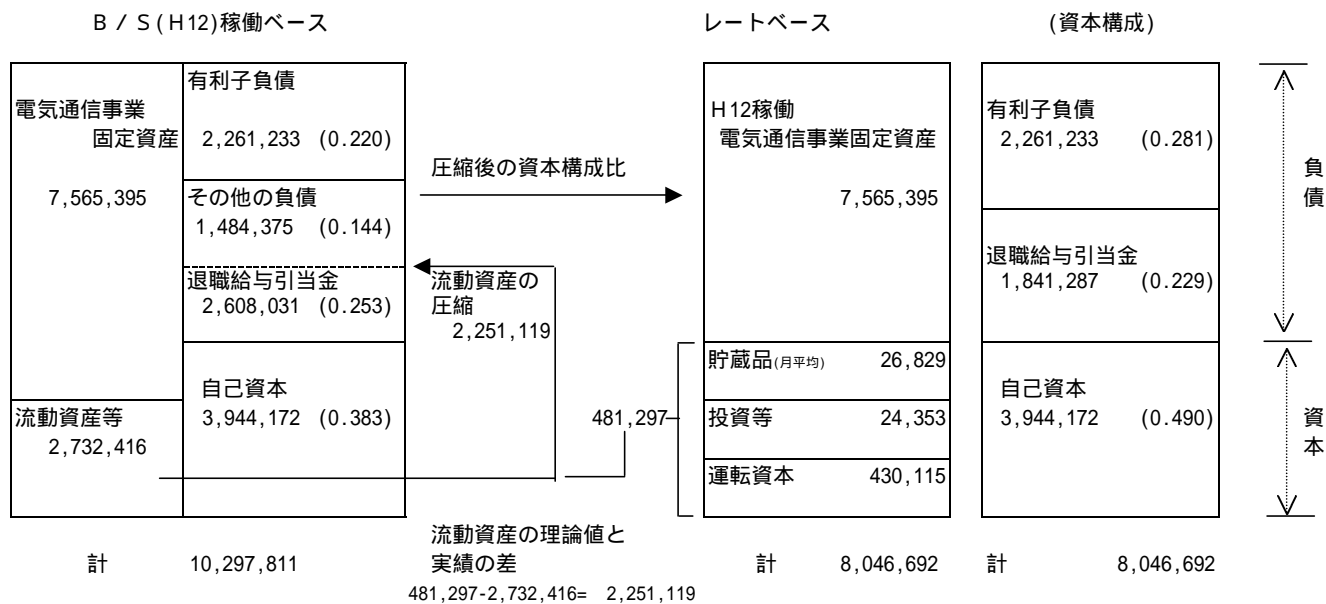 B / S(H12)稼働ベース
電気通信事業
固定資産
7,565,395
流動資産等
2,732,416
有利子負債
2,261,233 (0.220)
その他の負債
1,484,375 (0.144)
退職給与引当金
2,608,031 (0.253)
自己資本
3,944,172 (0.383)
計 10,297,811
圧縮後の資本構成比
流動資産の
圧縮
2,251,119
481,297
流動資産の理論値と
実績の差
481,297-2,732,416= 2,251,119
レートベース
H12稼働
電気通信事業固定資産
7,565,395
貯蔵品(月平均) 26,829
投資等 24,353
運転資本 430,115
計 8,046,692
(資本構成)
有利子負債
2,261,233 (0.281)
退職給与引当金
1,841,287 (0.229)
自己資本
3,944,172 (0.490)
計 8,046,692
負債
資本